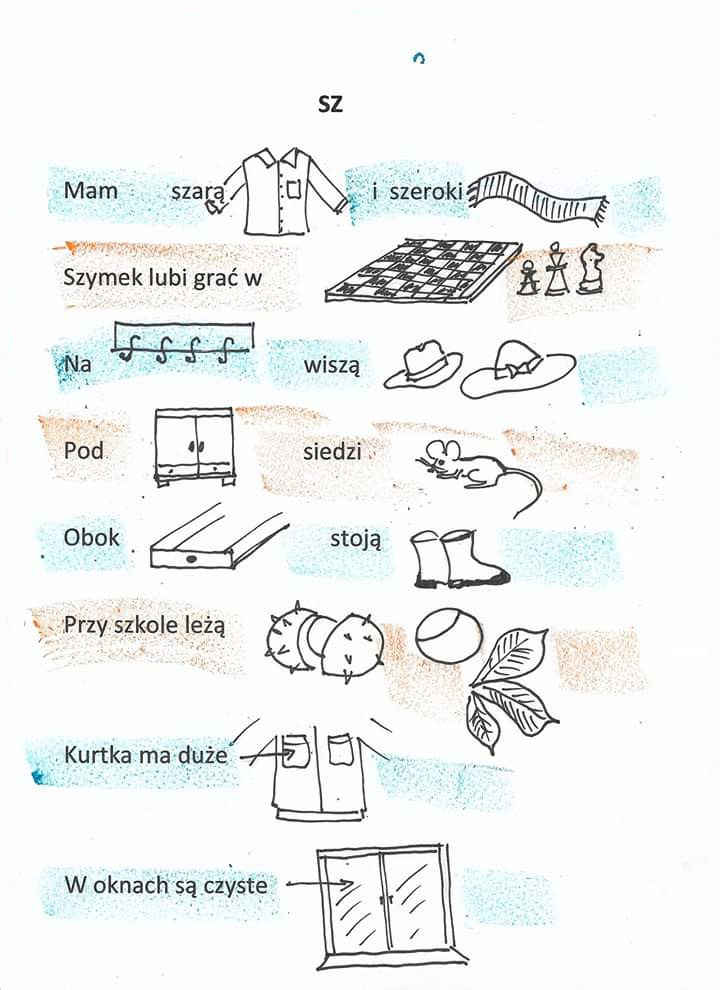 sz
Mam szarą i szeroki
Szymek lubi grać w
Na wiszą
Pod siedzi
Obok stoją
Przy szkole leżą
Kurtka ma duże
W oknach są czyste